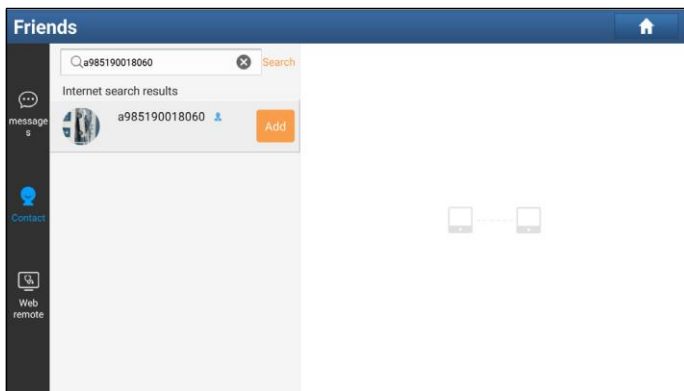 Friends
a985190018060
Search
Internet search results
a985190018060
Add
message
s
Contact
Web
remote